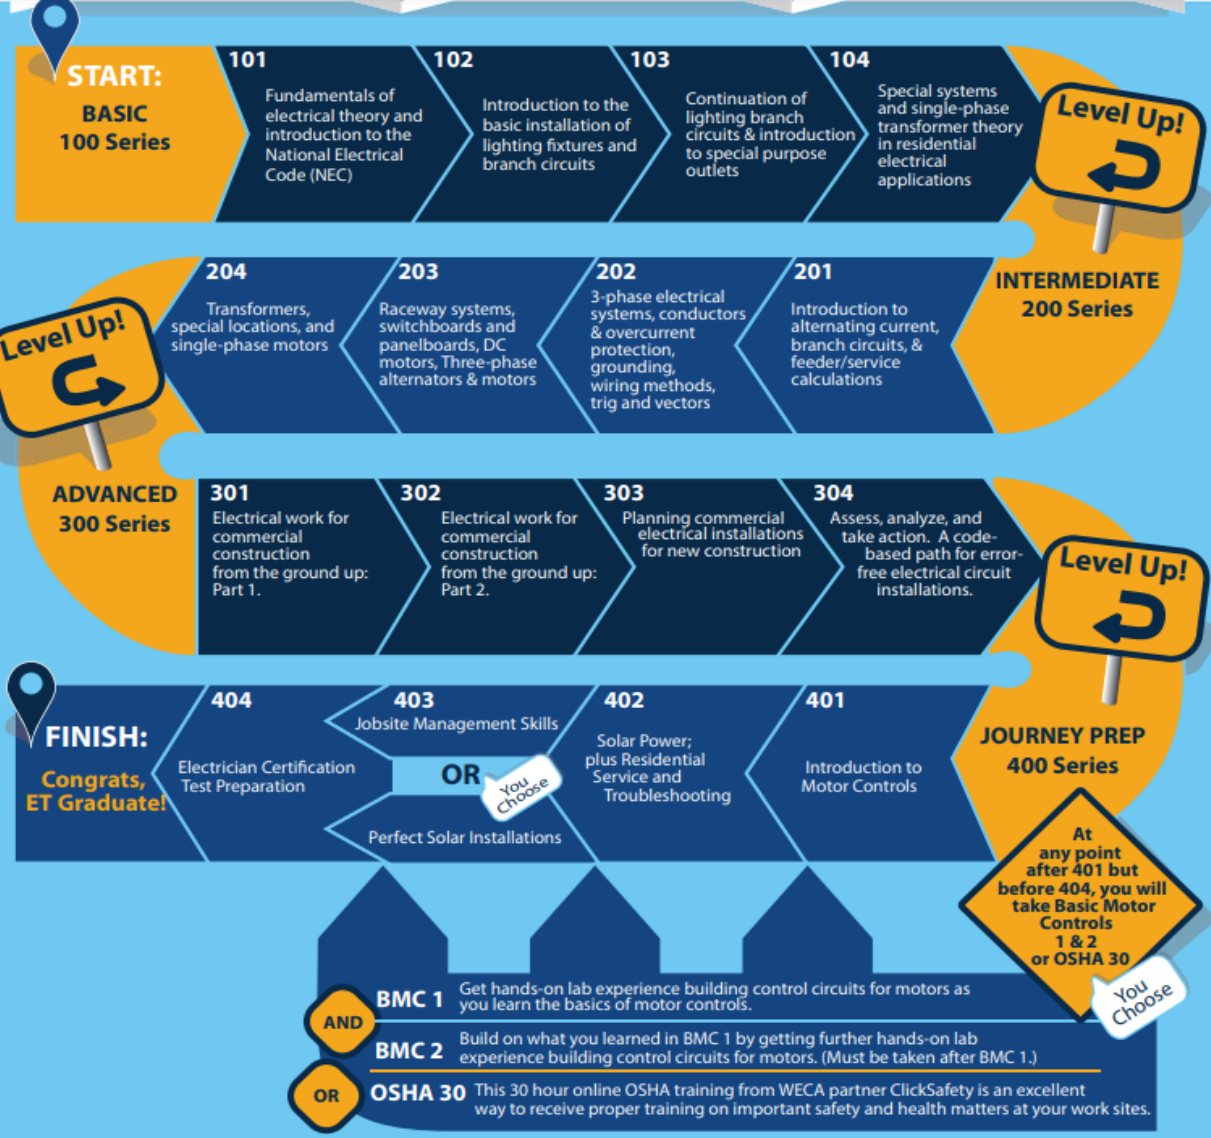 START:
BASIC
100 Series
101
Fundamentals of
electrical theory and
introduction to the
National Electrical
Code (NEC)
102
Introduction to the
basic installation of
lighting fixtures and
branch circuits
103
Continuation of
lighting branch
circuits & introduction
to special purpose
outlets
104
Special systems
and single-phase
transformer theory
in residential
electrical
applications
Level Up!
INTERMEDIATE
200 Series
201
Introduction to
alternating current,
branch circuits, &
feeder/service
calculations
202
3-phase electrical
systems, conductors
& overcurrent
protection,
grounding,
wiring methods,
trig and vectors
203
Raceway systems,
switchboards and
panelboards, DC
motors, Three-phase
alternators & motors
204
Transformers,
special locations, and
single-phase motors
Level Up!
ADVANCED
300 Series
301
Electrical work for
commercial
construction
from the ground up:
Part 1.
302
Electrical work for
commercial
construction
from the ground up:
Part 2.
303
Planning commercial
electrical installations
for new construction
304
Assess, analyze, and
take action. A code-
based path for error-
free electrical circuit
installations.
Level Up!
JOURNEY PREP
400 Series
401
Introduction to
Motor Controls
402
Solar Power;
plus Residential
Service and
Troubleshooting
403
Jobsite Management Skills
OR
You
Choose
Perfect Solar Installations
404
Electrician Certification
Test Preparation
FINISH:
Congrats,
ET Graduate!
At
any point
after 401 but
before 404, you will
take Basic Motor
Controls
1 & 2
or OSHA 30
You
Choose
BMC 1
Get hands-on lab experience building control circuits for motors as
you learn the basics of motor controls.
AND
BMC 2
Build on what you learned in BMC 1 by getting further hands-on lab
experience building control circuits for motors. (Must be taken after BMC 1.)
OR
OSHA 30
This 30 hour online OSHA training from WECA partner ClickSafety is an excellent
way to receive proper training on important safety and health matters at your work sites.